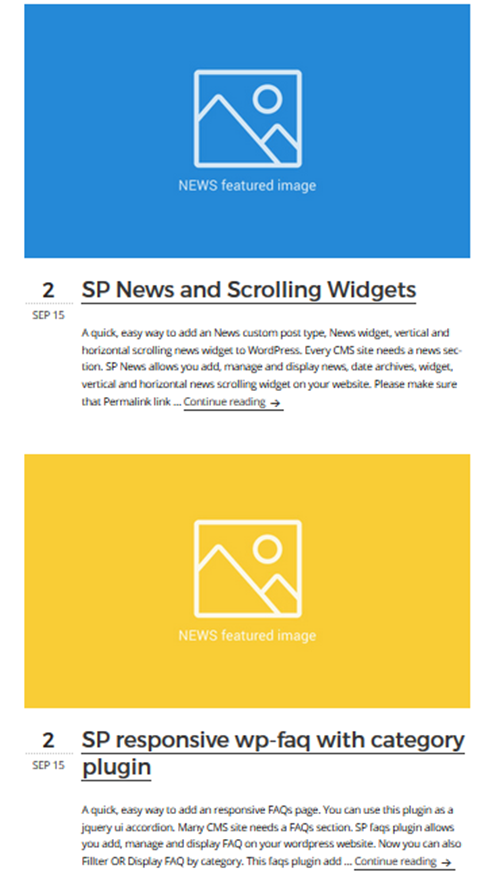 NEWS featured image
2
SEP 15
SP News and Scrolling Widgets
A quick, easy way to add an News custom post type, News widget, vertical and
horizontal scrolling news widget to WordPress. Every CMS site needs a news sec-
tion. SP News allows you add, manage and display news, date archives, widget,
vertical and horizontal news scrolling widget on your website. Please make sure
that Permalink link ... Continue reading →
NEWS featured image
2
SEP 15
SP responsive wp-faq with category
plugin
A quick, easy way to add an responsive FAQs page. You can use this plugin as a
jquery ui accordion. Many CMS site needs a FAQs section. SP faqs plugin allows
you add, manage and display FAQ on your wordpress website. Now you can also
Fillter OR Display FAQ by category. This faqs plugin add ... Continue reading →